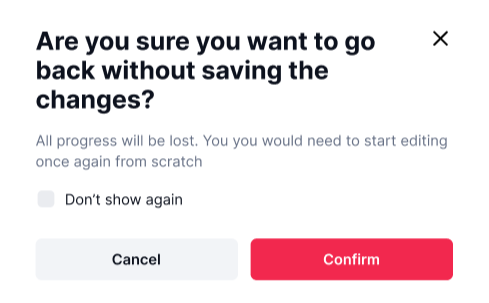 Are you sure you want to go
back without saving the
changes?
All progress will be lost. You you would need to start editing
once again from scratch
Don't show again
Cancel
Confirm